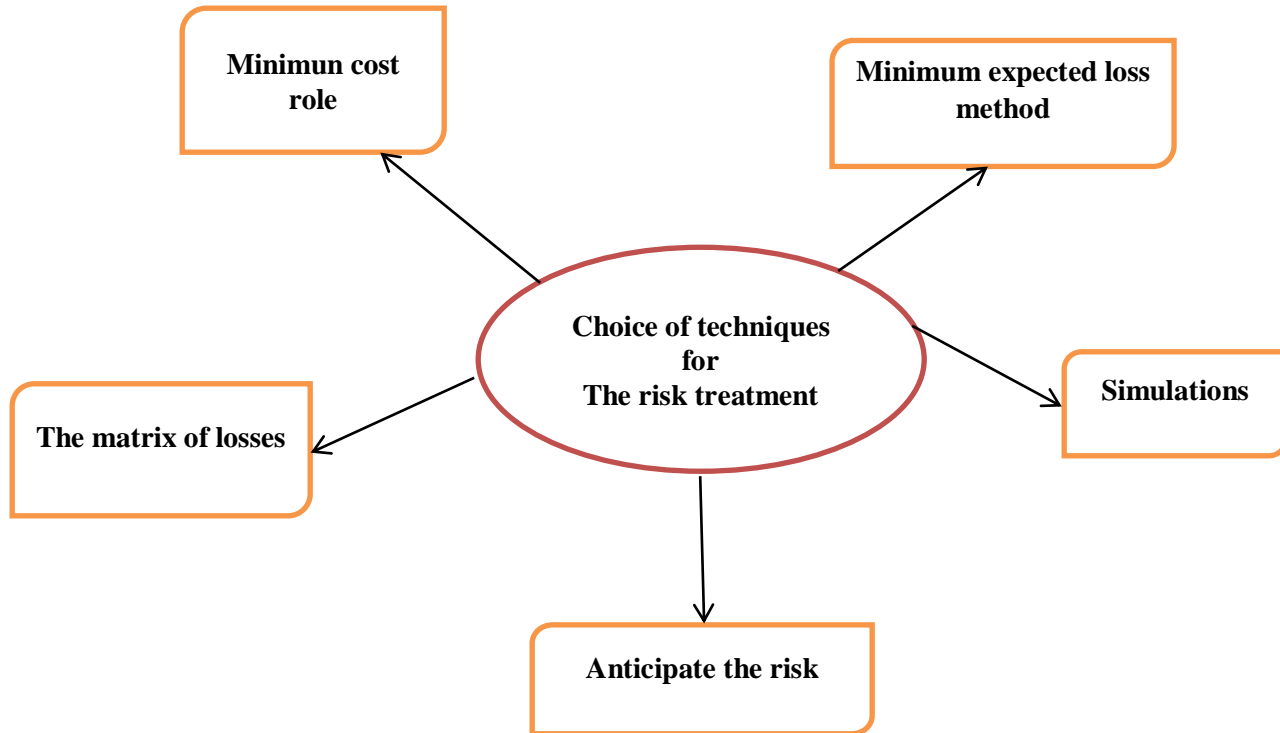 Minimun cost
role
Minimum expected loss
method
Choice of techniques
for
The risk treatment
Simulations
The matrix of losses
Anticipate the risk